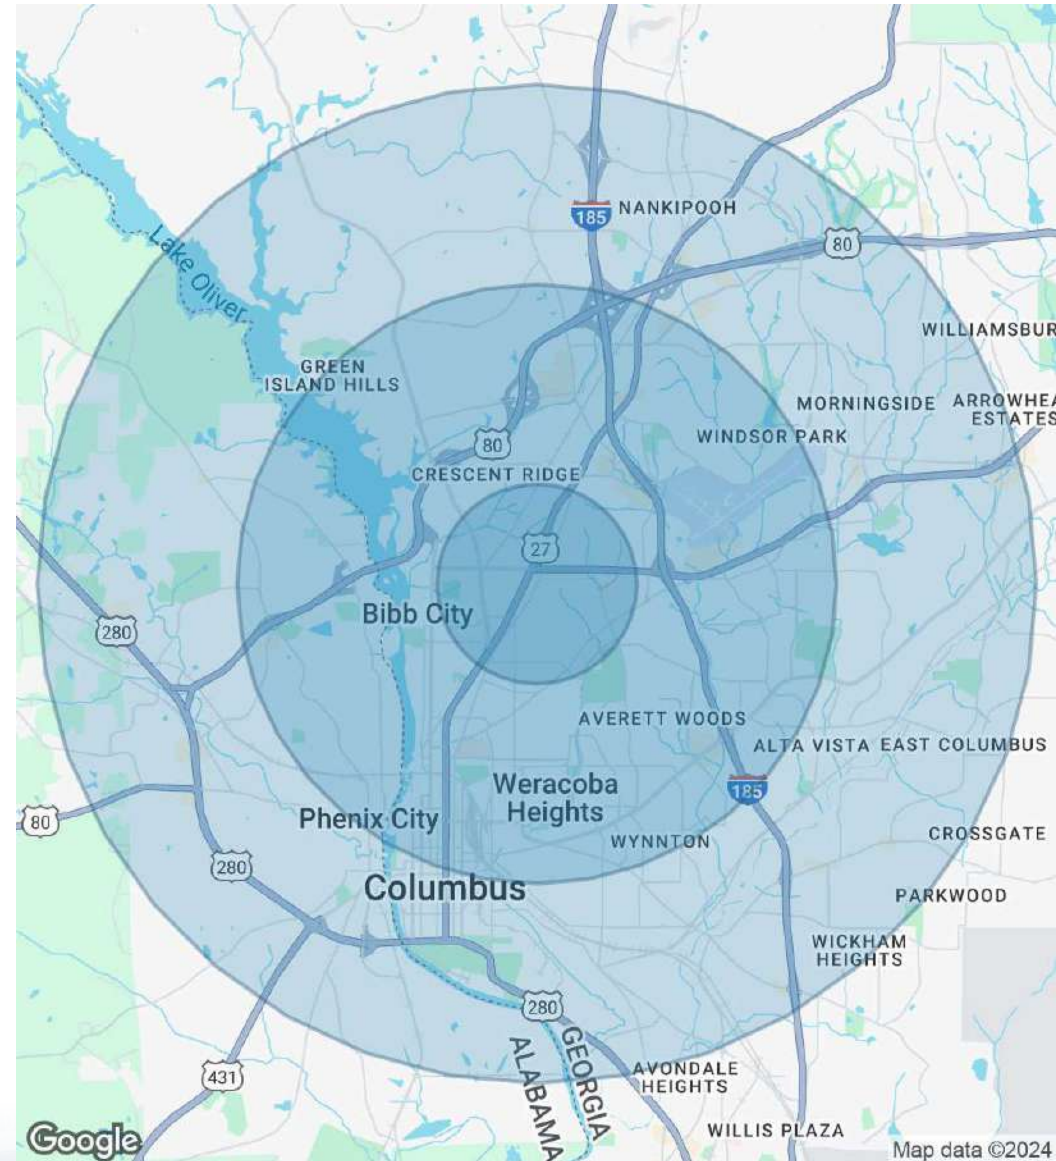 NANKIPOOH
185
80
Lake Oliver
WILLIAMSBUR
GREEN
ISLAND HILLS
MORNINGSIDE
ARROWHEA
ESTATES
WINDSOR PARK
80
CRESCENT RIDGE
27
Bibb City
280
AVERETT WOODS
ALTA VISTA
EAST COLUMBUS
Weracoba
Heights
185
80
Phenix City
WYNNTON
CROSSGATE
280
Columbus
PARKWOOD
WICKHAM
HEIGHTS
280
GEORGIA
ALABAMA
431
AVONDALE
HEIGHTS
WILLIS PLAZA
Google
Map data ©2024